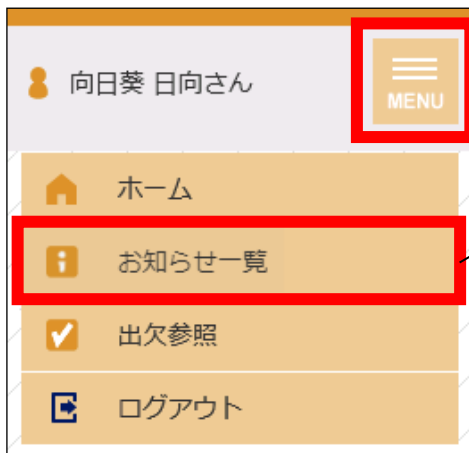 向日葵 日向さん
MENU
ホーム
お知らせ一覧
出欠参照
ログアウト